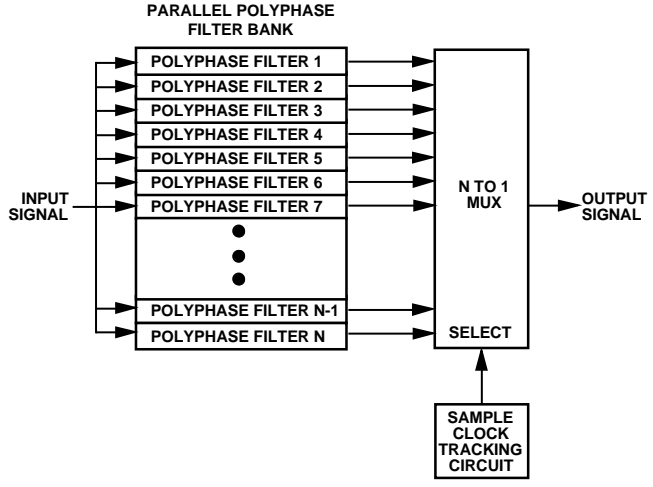 PARALLEL POLYPHASE
FILTER BANK
POLYPHASE FILTER 1
POLYPHASE FILTER 2
POLYPHASE FILTER 3
POLYPHASE FILTER 4
POLYPHASE FILTER 5
POLYPHASE FILTER 6
POLYPHASE FILTER 7
POLYPHASE FILTER N-1
POLYPHASE FILTER N
INPUT
SIGNAL
N TO 1
MUX
SELECT
OUTPUT
SIGNAL
SAMPLE
CLOCK
TRACKING
CIRCUIT